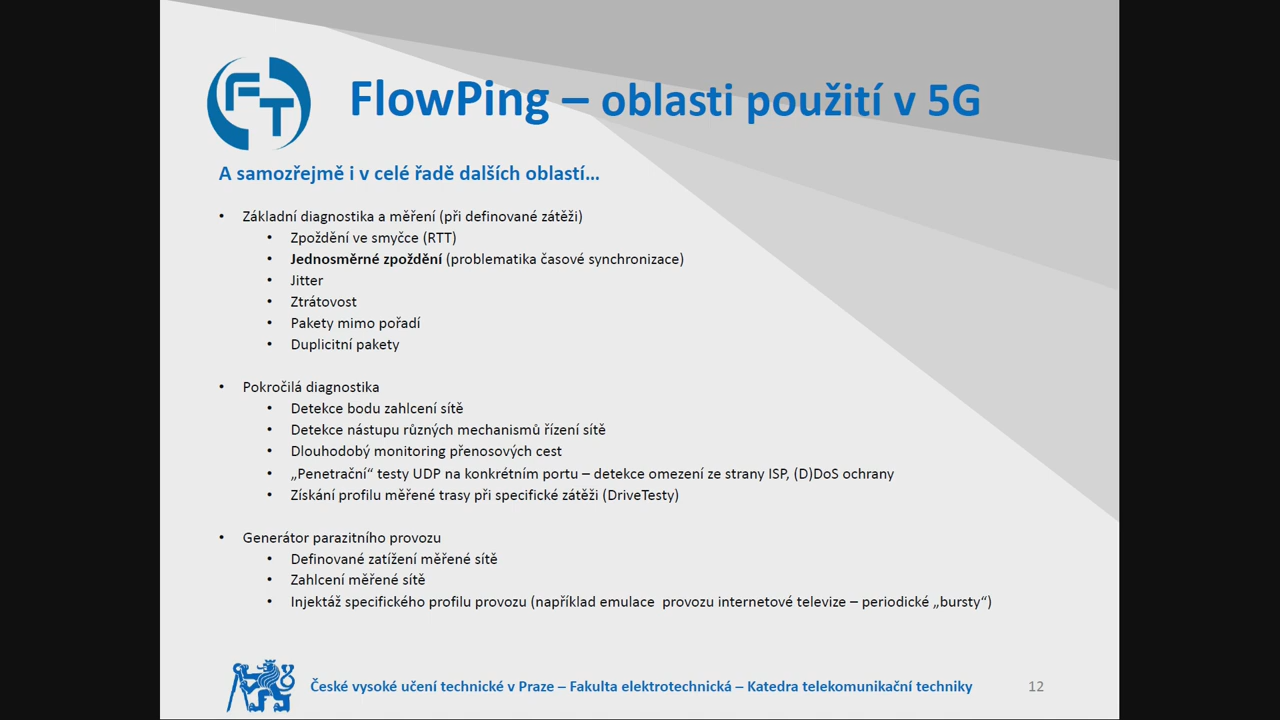 FT
FlowPing – oblasti použití v 5G
A samozřejmě i v celé řadě dalších oblastí…
• Základní diagnostika a měření (při definované zátěži)
• Zpoždění ve smyčce (RTT)
• Jednosměrné zpoždění (problematika časové synchronizace)
• Jitter
• Ztrátovost
• Pakety mimo pořadí
• Duplicitní pakety
• Pokročilá diagnostika
• Detekce bodu zahlcení sítě
• Detekce nástupu různých mechanismů řízení sítě
• Dlouhodobý monitoring přenosových cest
• „Penetrační“ testy UDP na konkrétním portu – detekce omezení ze strany ISP, (D)DoS ochrany
• Získání profilu měřené trasy při specifické zátěži (DriveTesty)
• Generátor parazitního provozu
• Definované zatížení měřené sítě
• Zahlcení měřené sítě
• Injektáž specifického profilu provozu (například emulace  provozu internetové televize – periodické „bursty“)
České vysoké učení technické v Praze – Fakulta elektrotechnická – Katedra telekomunikační techniky
12